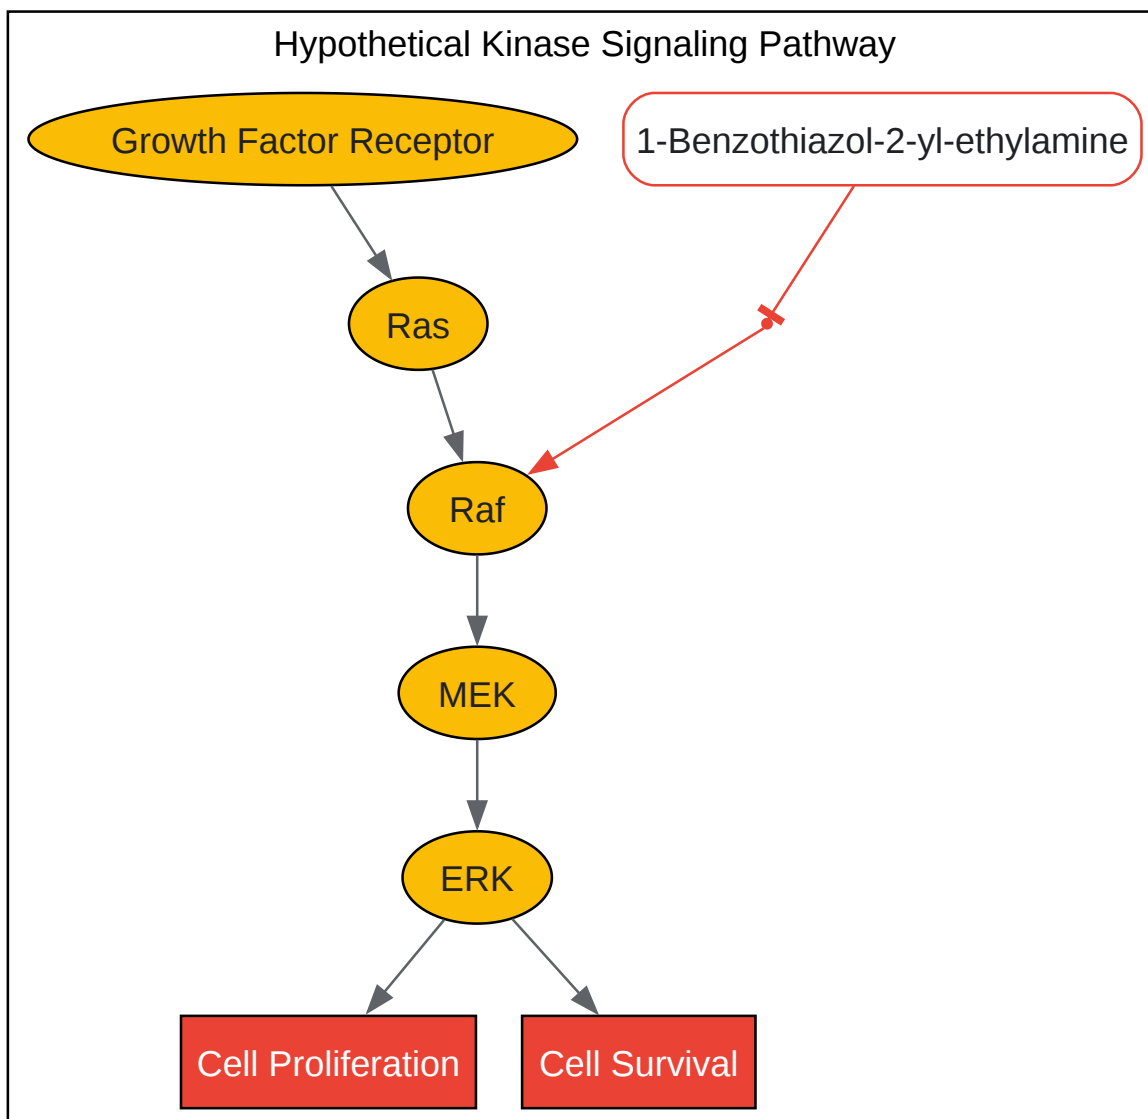 Hypothetical Kinase Signaling Pathway
Growth Factor Receptor
1-Benzothiazol-2-yl-ethylamine
Ras
Raf
MEK
ERK
Cell Proliferation
Cell Survival